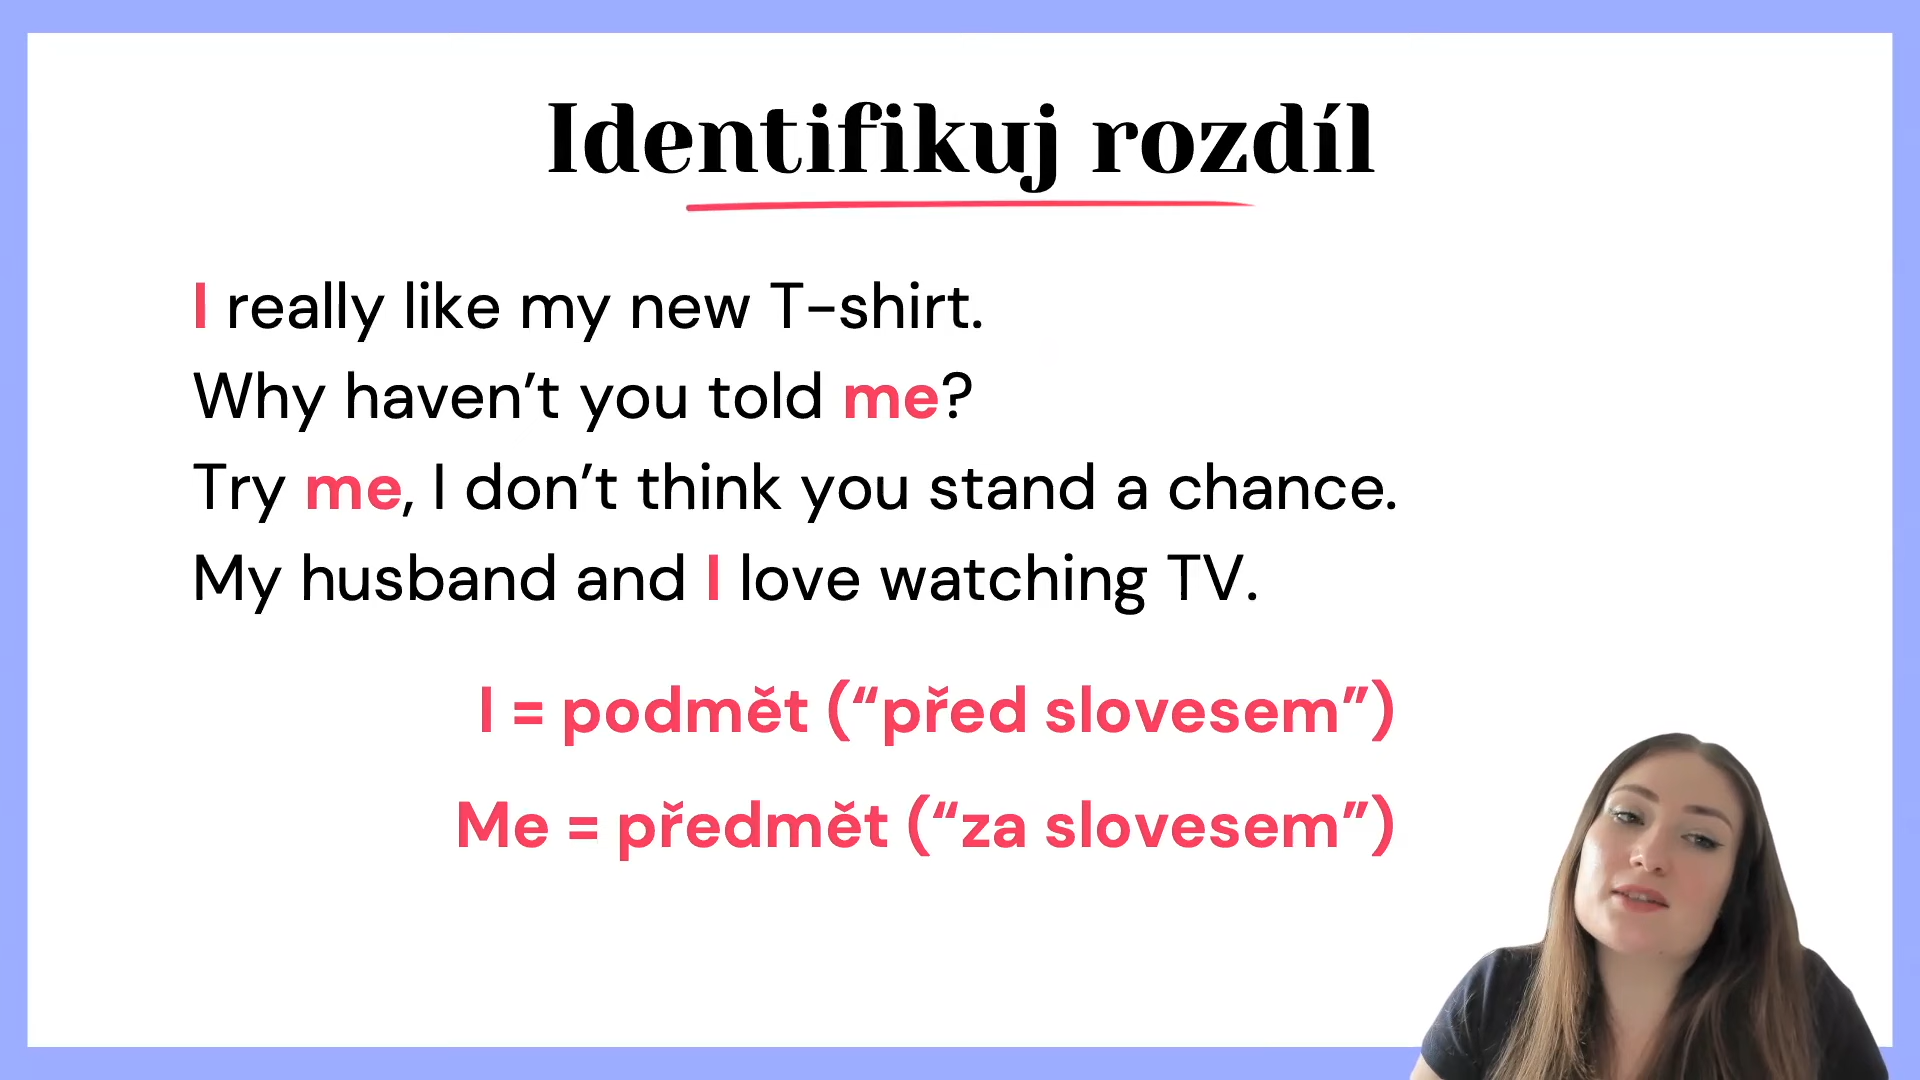 Identifikuj rozdíl
I really like my new T-shirt.
Why haven’t you told me?
Try me, I don’t think you stand a chance.
My husband and I love watching TV.
I = podmět (“před slovesem”)
Me = předmět (“za slovesem”)